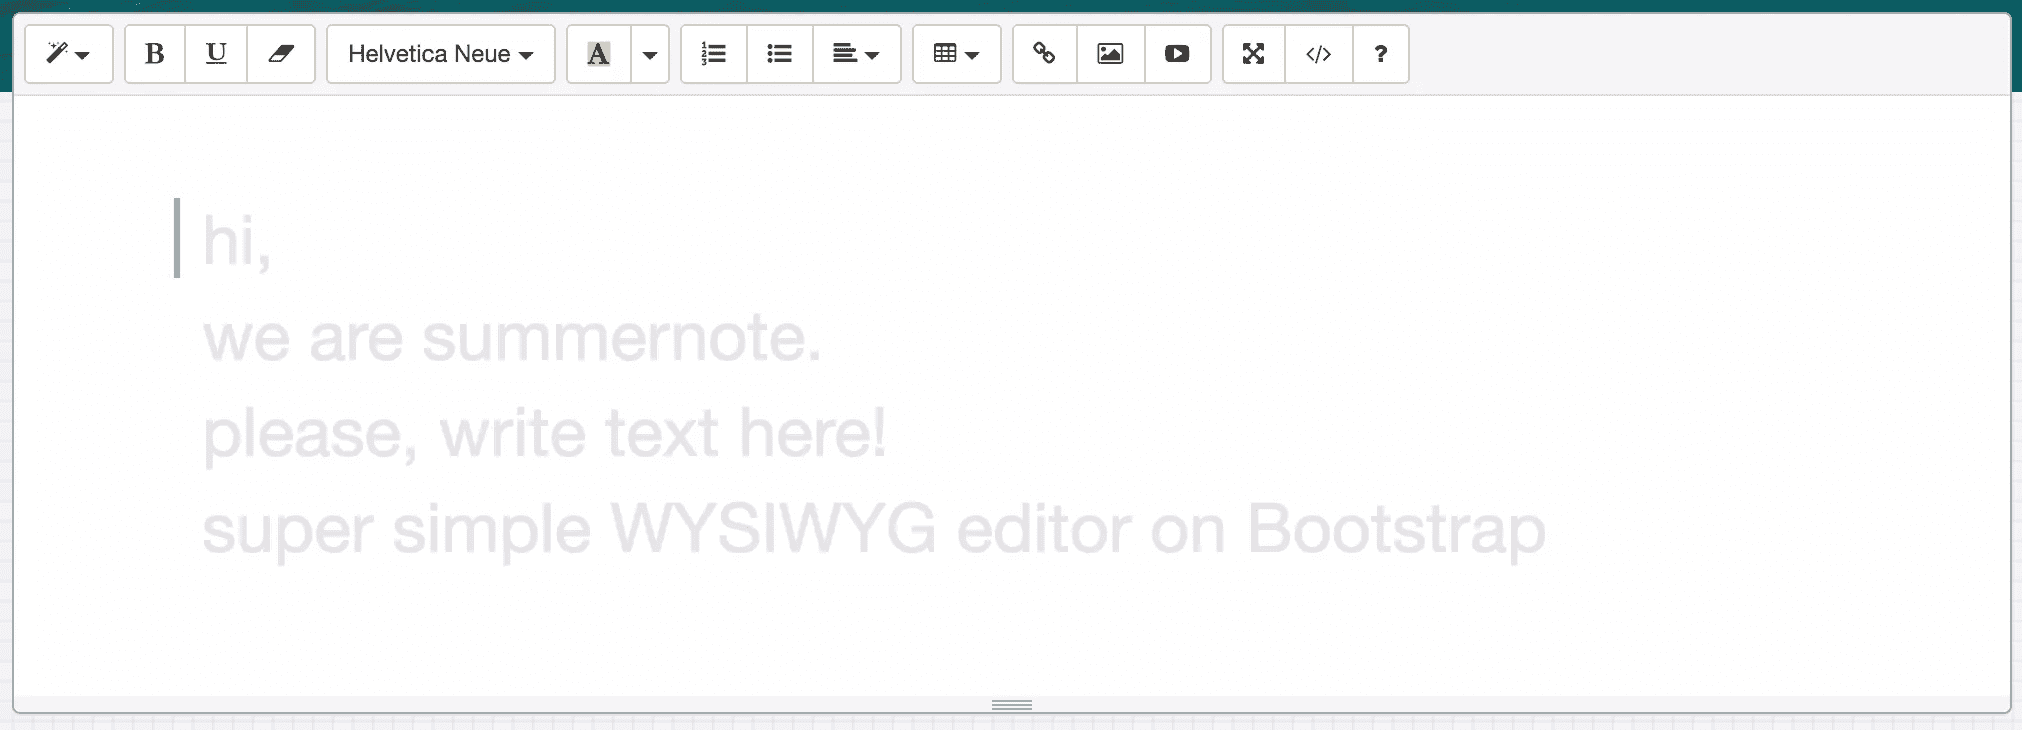 B U Helvetica Neue A </> ?
hi,
we are summernote.
please, write text here!
super simple WYSIWYG editor on Bootstrap